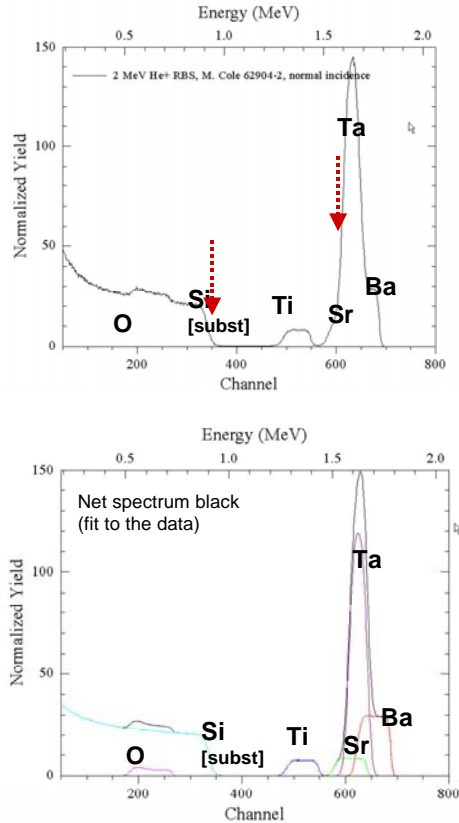 Energy (MeV)
0.5 1.0 1.5 2.0
150
2 MeV He+ RBS, M. Cole 62904-2, normal incidence
Ta
100
Normalized Yield
50
Si
Ti
Ba
O
[subst]
Sr
0
200 400 600 800
Channel
Energy (MeV)
0.5 1.0 1.5 2.0
150
Net spectrum black
(fit to the data)
Ta
100
Normalized Yield
50
Ba
Si
Ti
Sr
O
[subst]
0
200 400 600 800
Channel